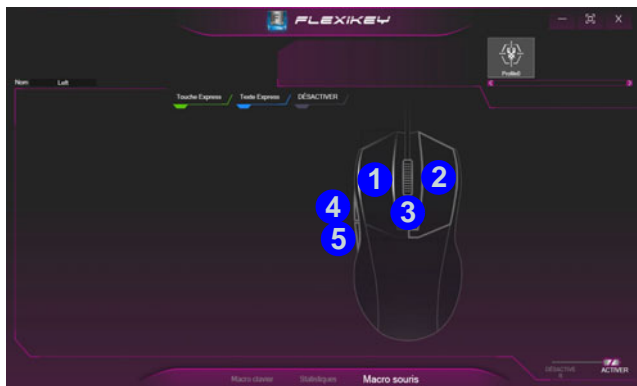 FLEXIKEY
Profile0
Nom Left
Touche Express / Texte Express / DÉSACTIVER /
1
2
3
4
5
Macro clavier Statistiques Macro souris
DÉSACTIVE
R
ACTIVER